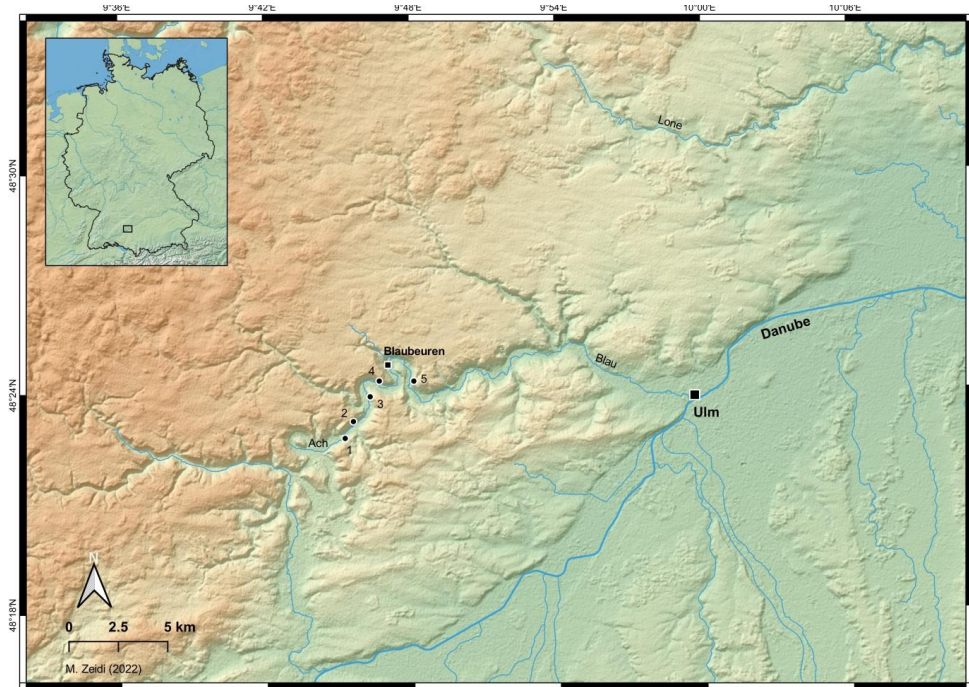 9°36'E 9°42'E 9°48'E 9°54'E 10°00'E 10°06'E
48°30'N
48°24'N
48°18'N
Lone
Danube
Blaubeuren
Blau
4
5
3
Ulm
2
Ach
1
N
0 2.5 5 km
M. Zeidi (2022)